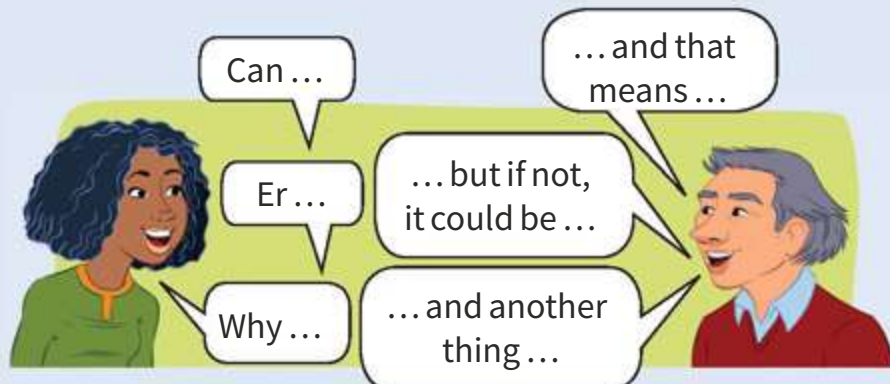 Can …
… and that
means …
Er …
… but if not,
it could be …
Why …
… and another
thing …